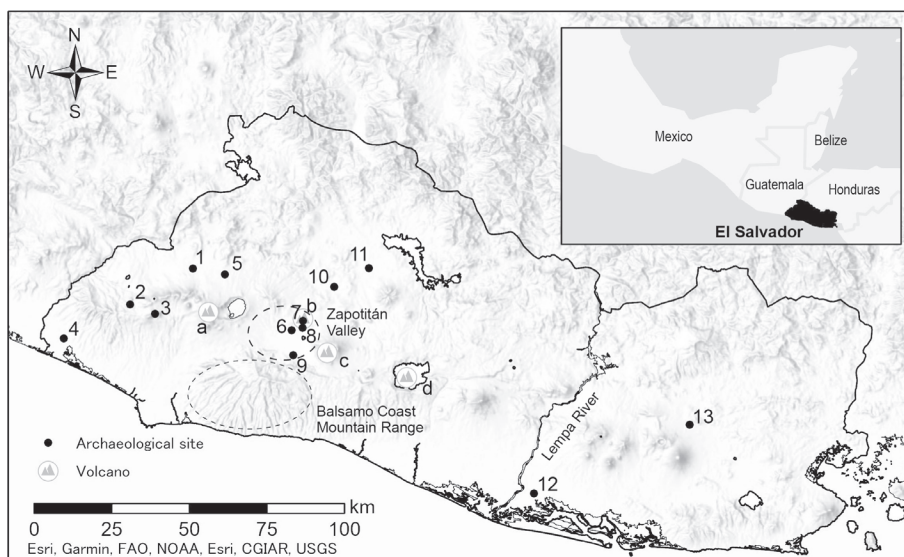 N
W E
S
Mexico
Belize
Guatemala
Honduras
El Salvador
1
5
11
10
2
3
a
b
7
Zapotitán
Valley
6
8
4
9
c
d
Balsamo Coast
Mountain Range
Lempa River
13
12
Archaeological site
Volcano
km
0 25 50 75 100
Esri, Garmin, FAO, NOAA, Esri, CGIAR, USGS